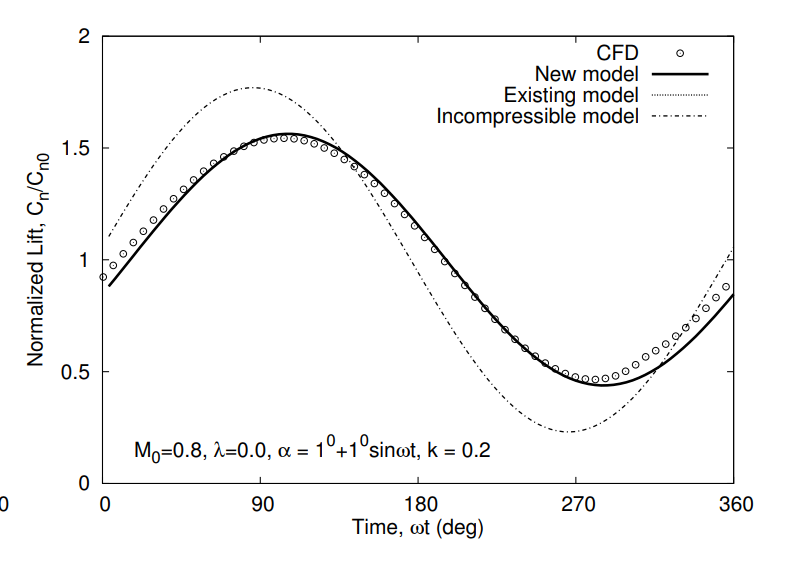 2
1.5
1
0.5
0
0
0
90
180
270
360
Normalized Lift, Cn/Cn0
Time, ωt (deg)
CFD
New model
Existing model
Incompressible model
M0=0.8, λ=0.0, α = 1⁰+1⁰sinωt, k = 0.2